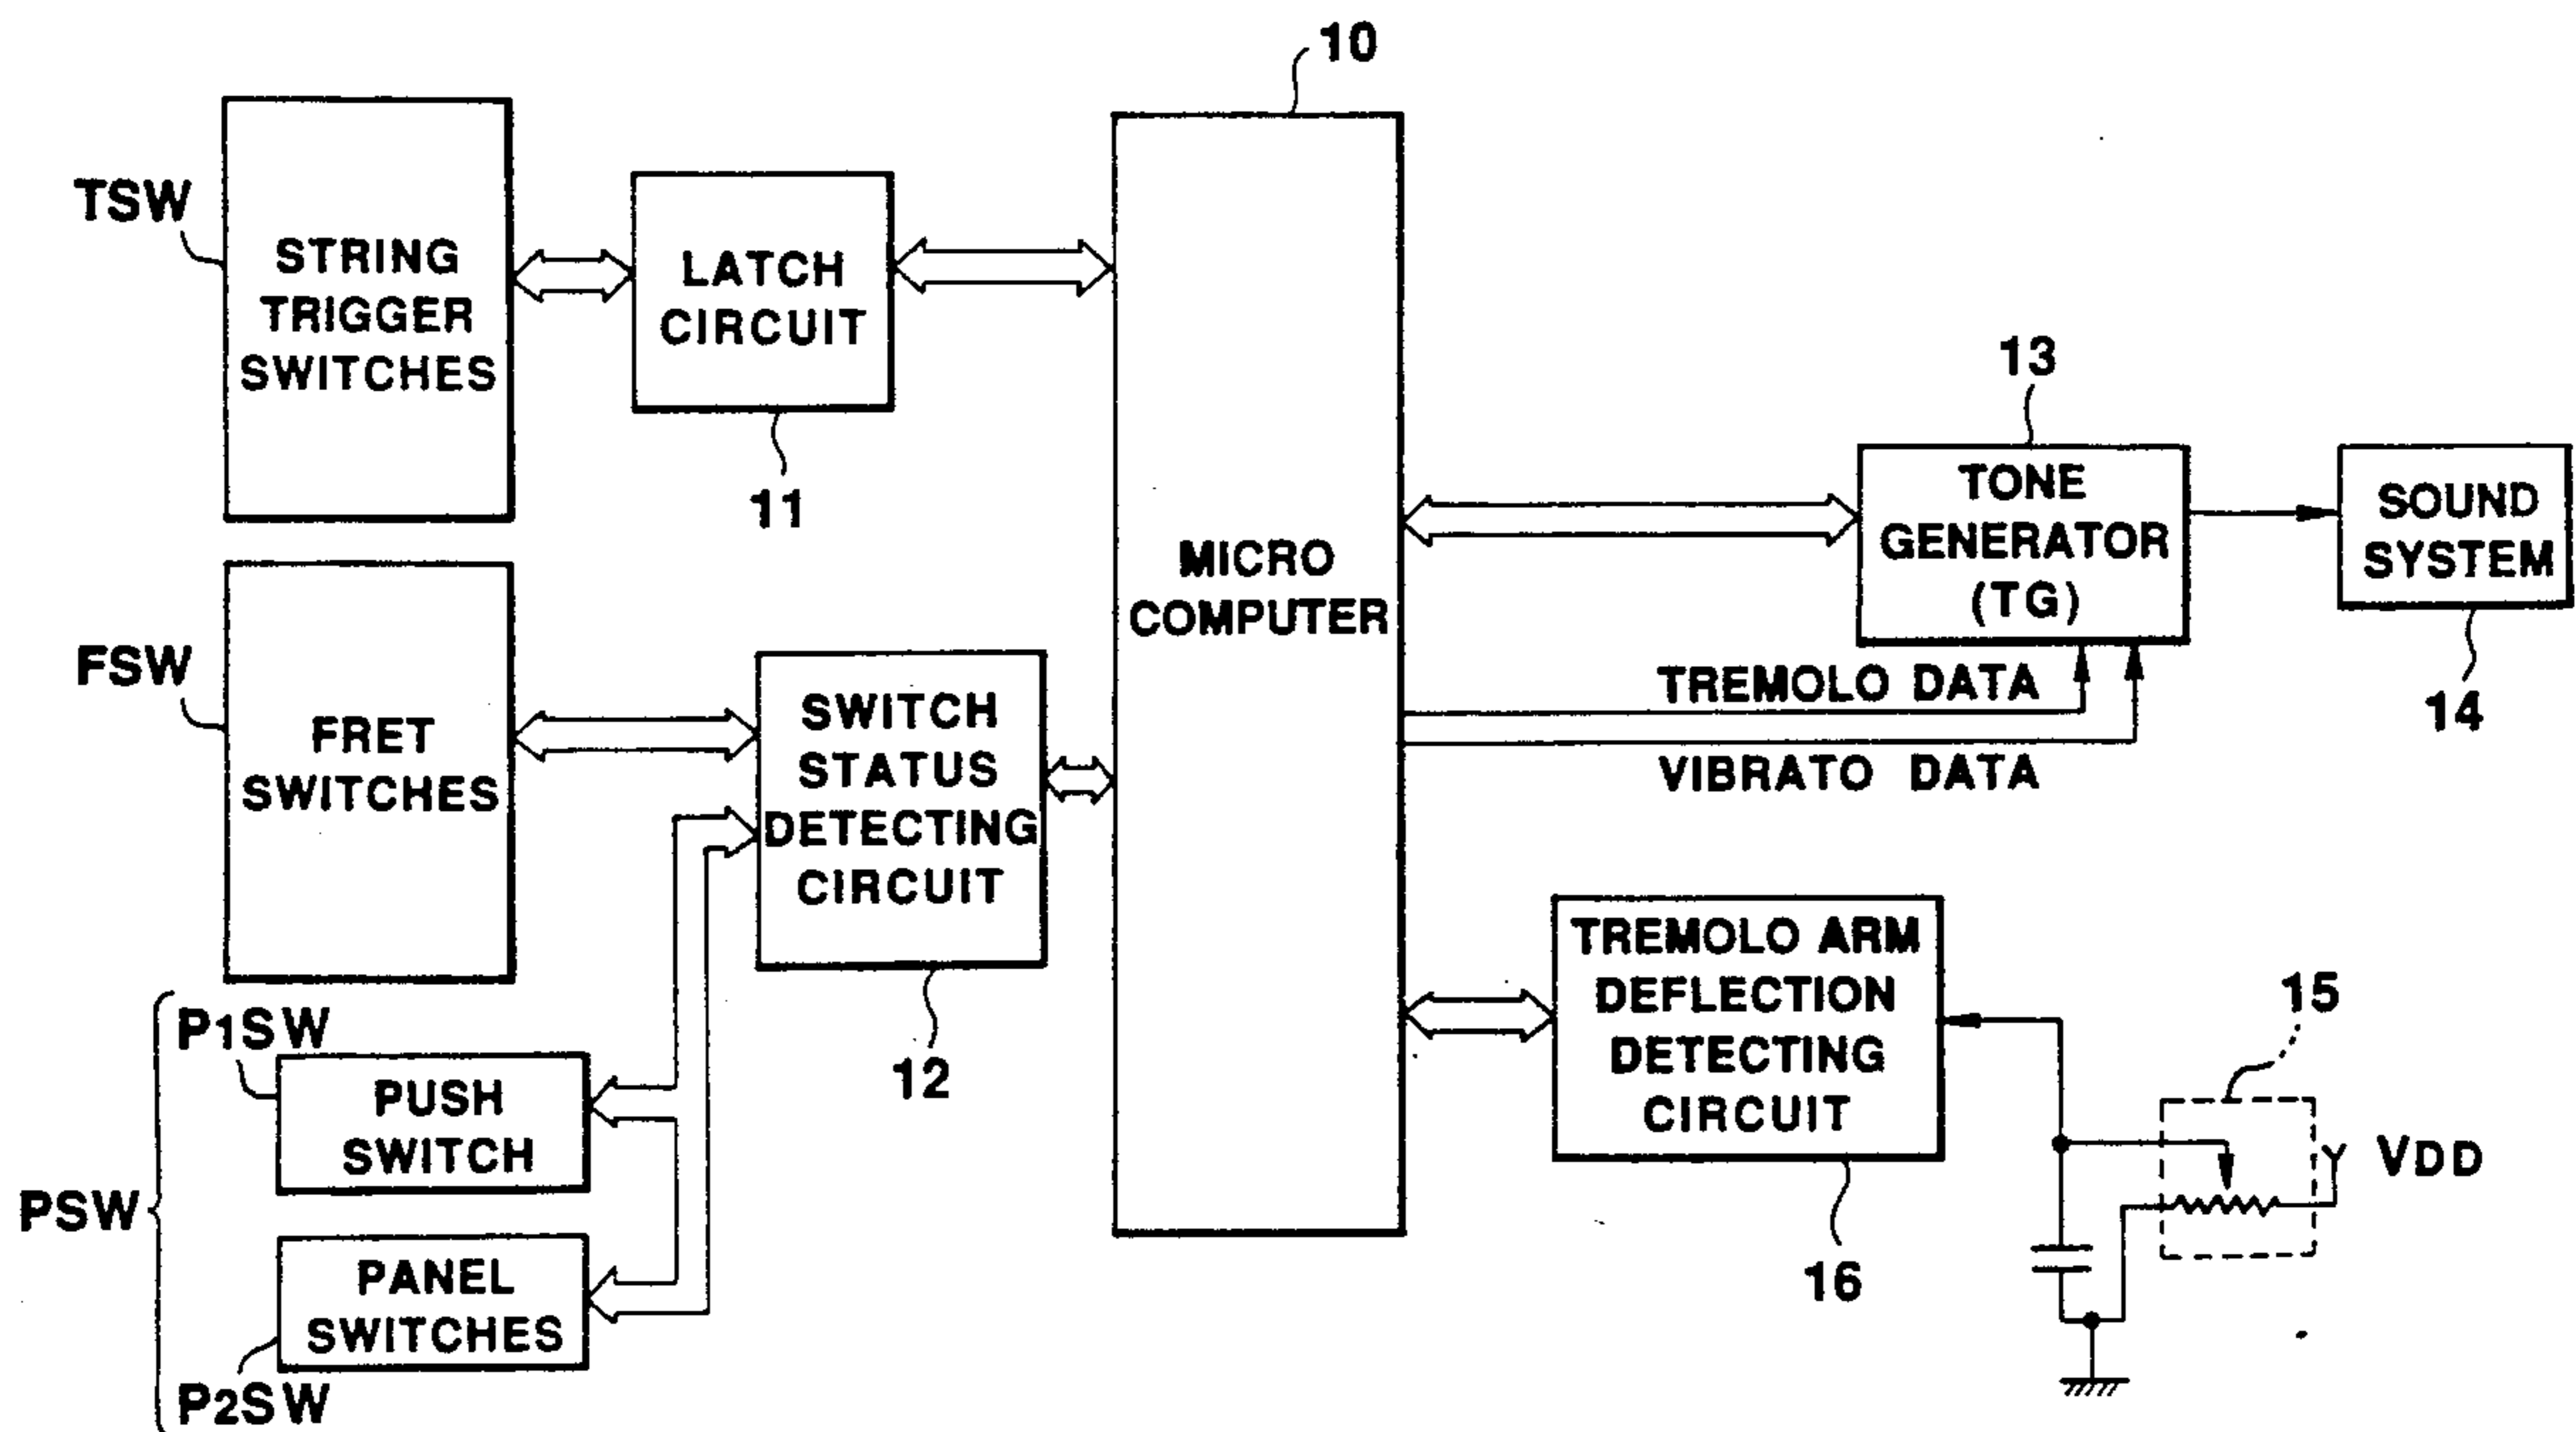 10
TSW
STRING
TRIGGER
SWITCHES
LATCH
CIRCUIT
11
MICRO
COMPUTER
13
TONE
GENERATOR
(TG)
SOUND
SYSTEM
14
TREMOLO DATA
VIBRATO DATA
FSW
FRET
SWITCHES
SWITCH
STATUS
DETECTING
CIRCUIT
12
TREMOLO ARM
DEFLECTION
DETECTING
CIRCUIT
16
15
VDD
PSW
P1SW
PUSH
SWITCH
PANEL
SWITCHES
P2SW